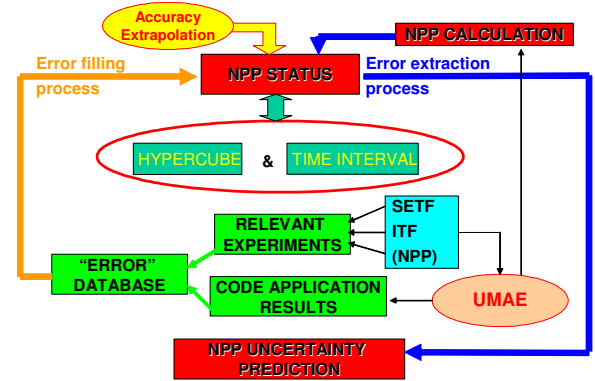 Accuracy
Extrapolation
NPP CALCULATION
Error filling
process
NPP STATUS
Error extraction
process
HYPERCUBE
&
TIME INTERVAL
SETF
ITF
(NPP)
RELEVANT
EXPERIMENTS
“ERROR”
DATABASE
CODE APPLICATION
RESULTS
UMAE
NPP UNCERTAINTY
PREDICTION